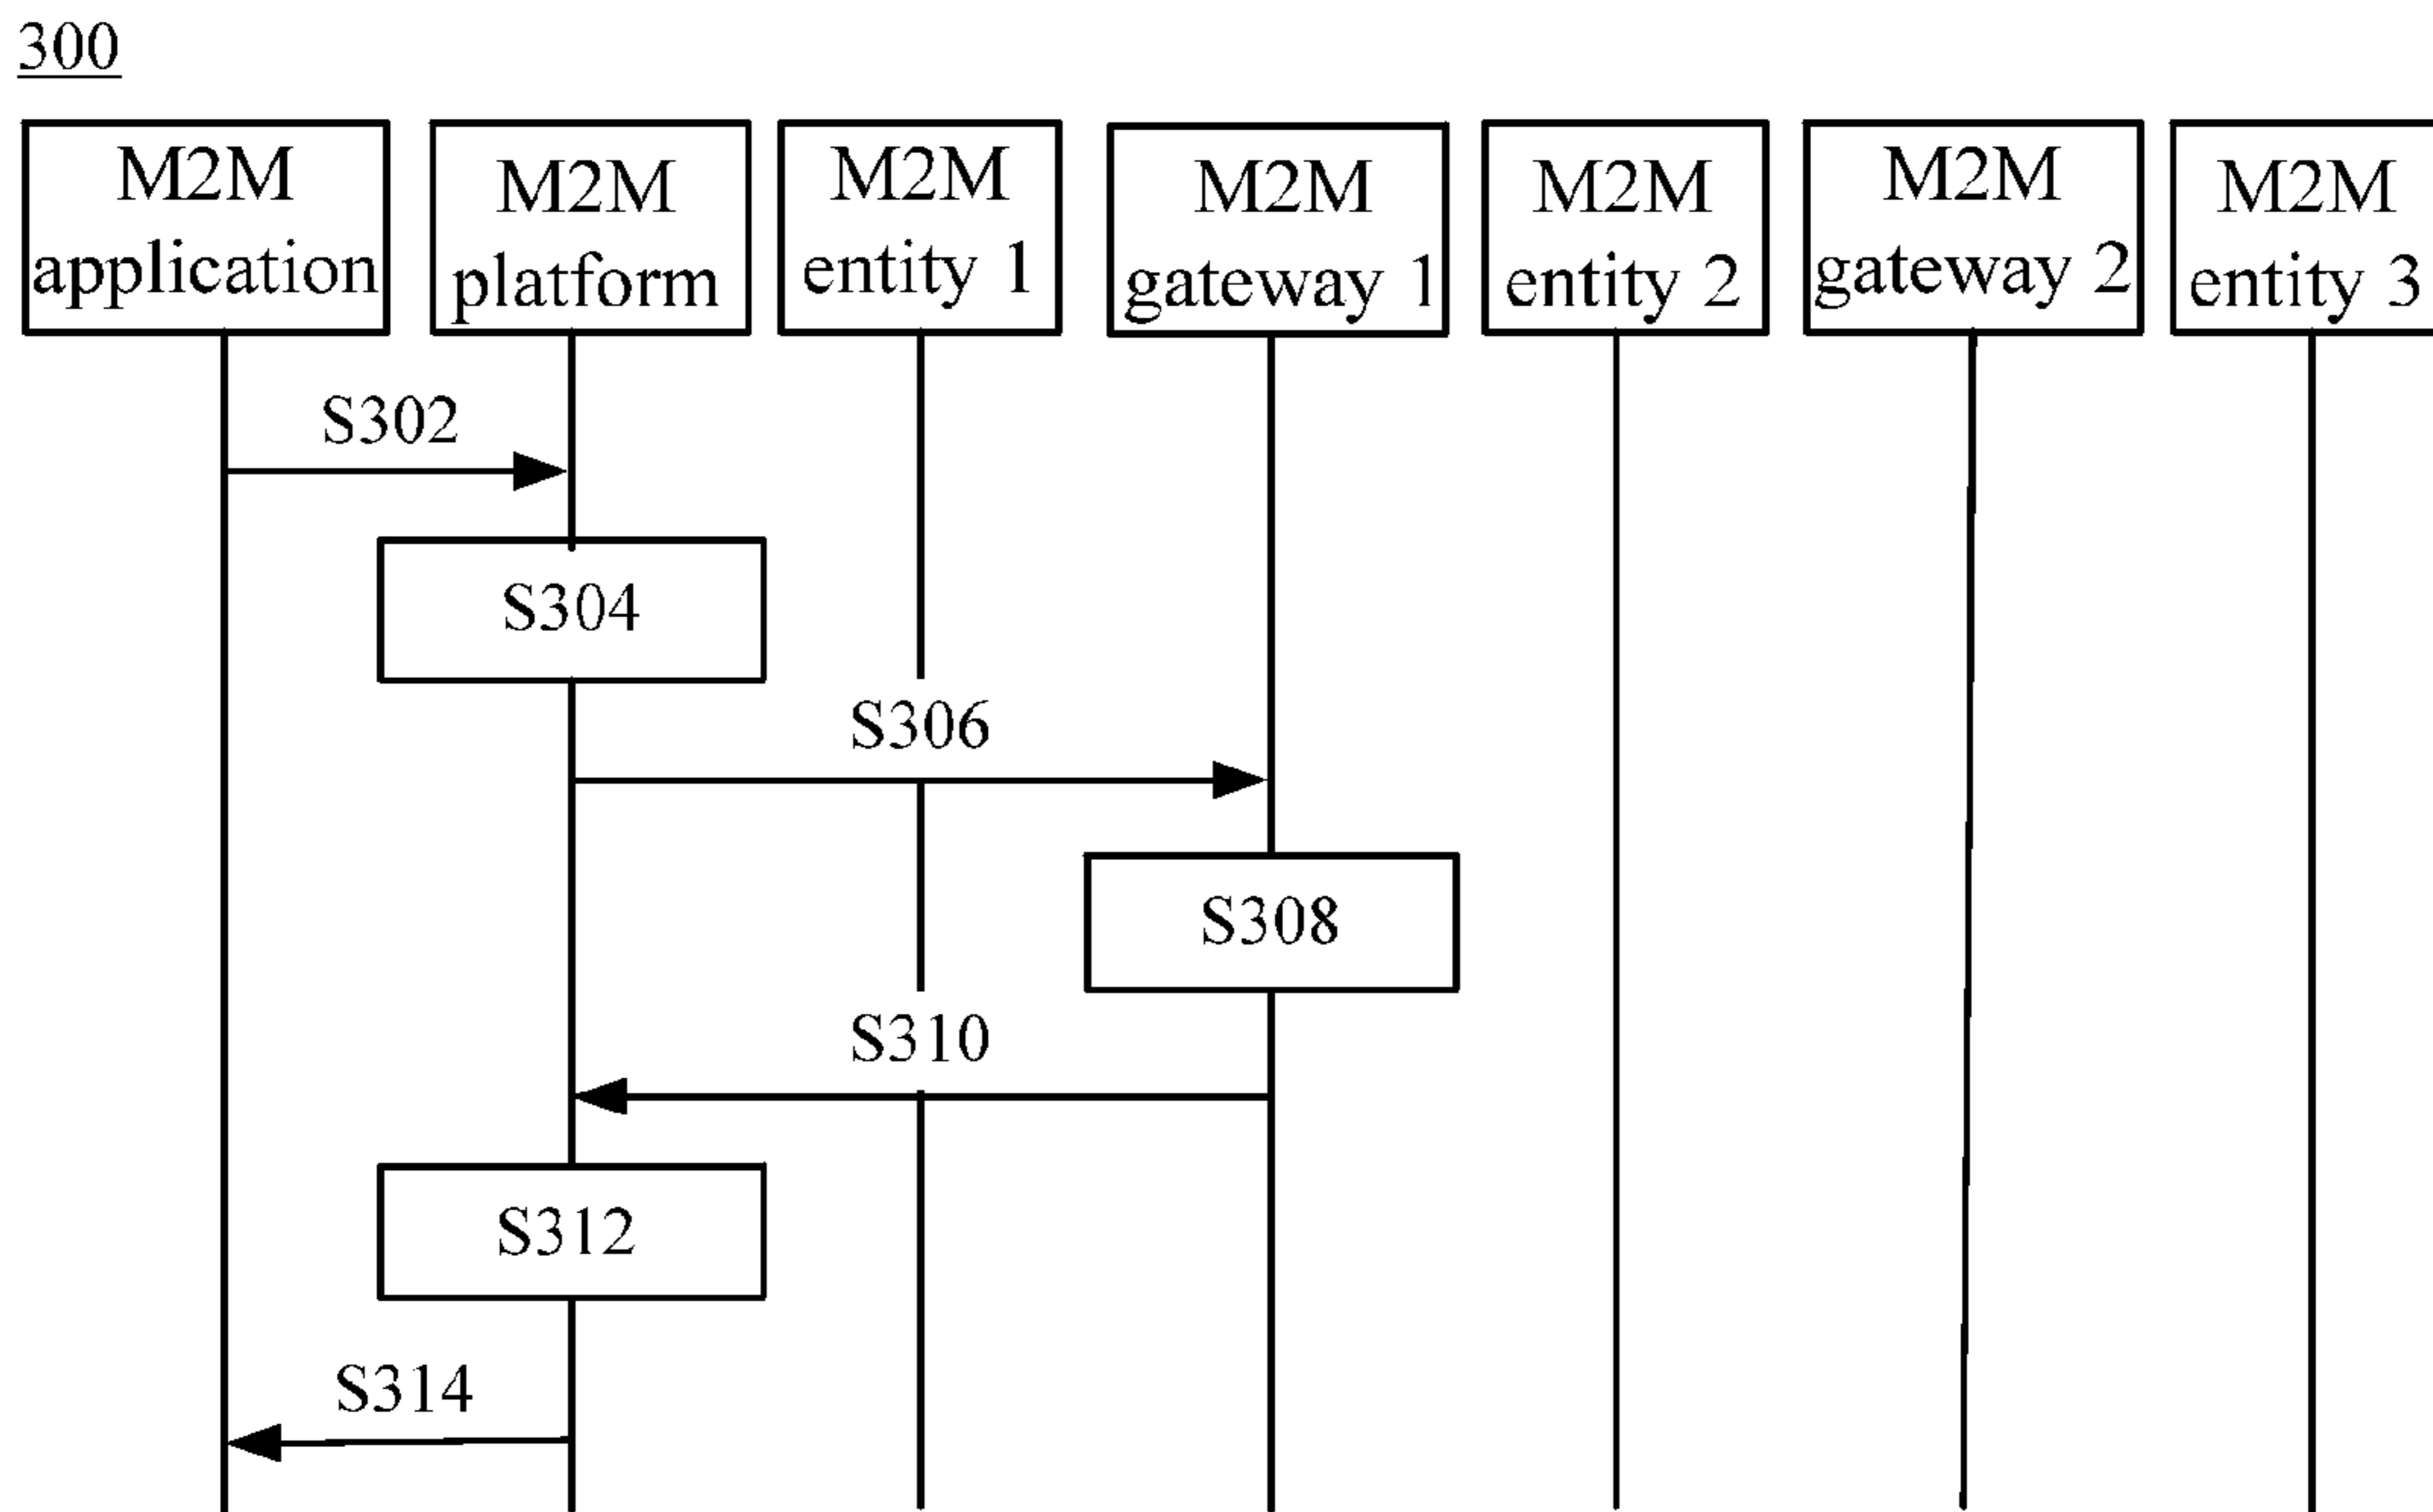 300
M2M
application
M2M
platform
M2M
entity 1
M2M
gateway 1
M2M
entity 2
M2M
gateway 2
M2M
entity 3
S302
S304
S306
S308
S310
S312
S314